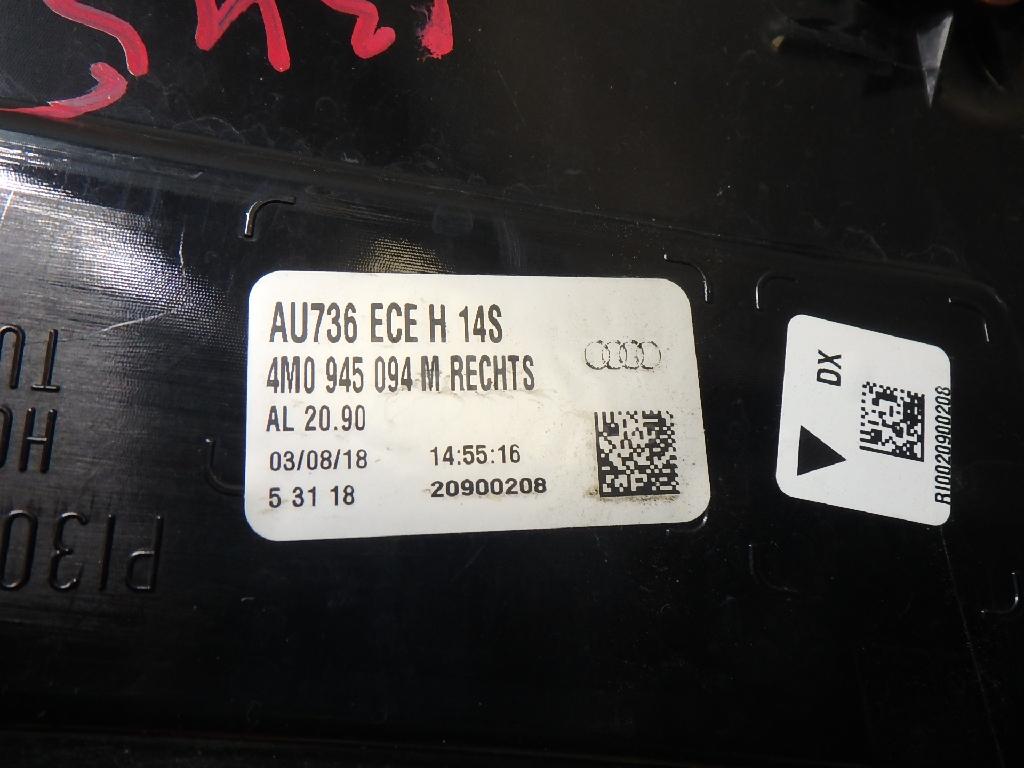 AU736 ECE H 14S
4M0 945 094 M RECHTS
AL 20.90
03/08/18 14:55:16
5 31 18 20900208
DX
R10020900208